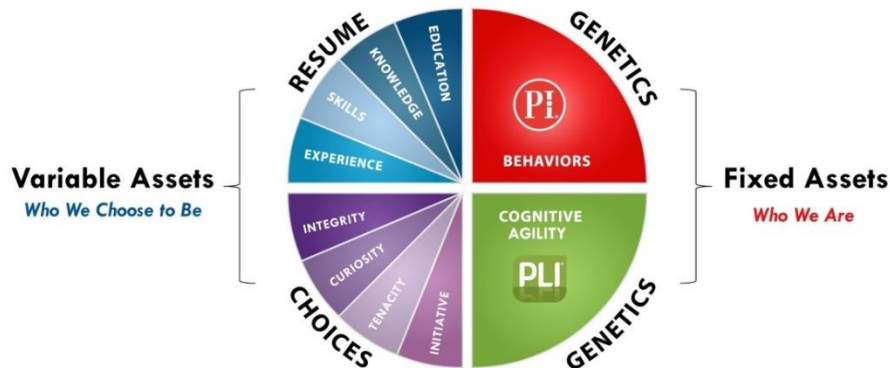 RESUME
EDUCATION
KNOWLEDGE
SKILLS
EXPERIENCE
GENETICS
PI
BEHAVIORS
Variable Assets
Who We Choose to Be
Fixed Assets
Who We Are
INTEGRITY
CURIOSITY
TENACITY
INITIATIVE
CHOICES
COGNITIVE
AGILITY
PLI
GENETICS